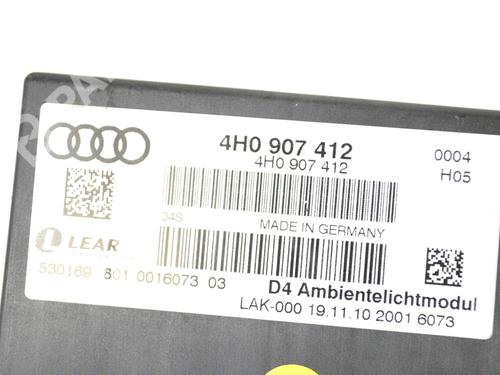 4H0 907 412
4H0 907 412
0004
H05
04S
MADE IN GERMANY
LEAR
530169 801 0016073 03
D4 Ambientelichtmodul
LAK-000 19.11.10 2001 6073